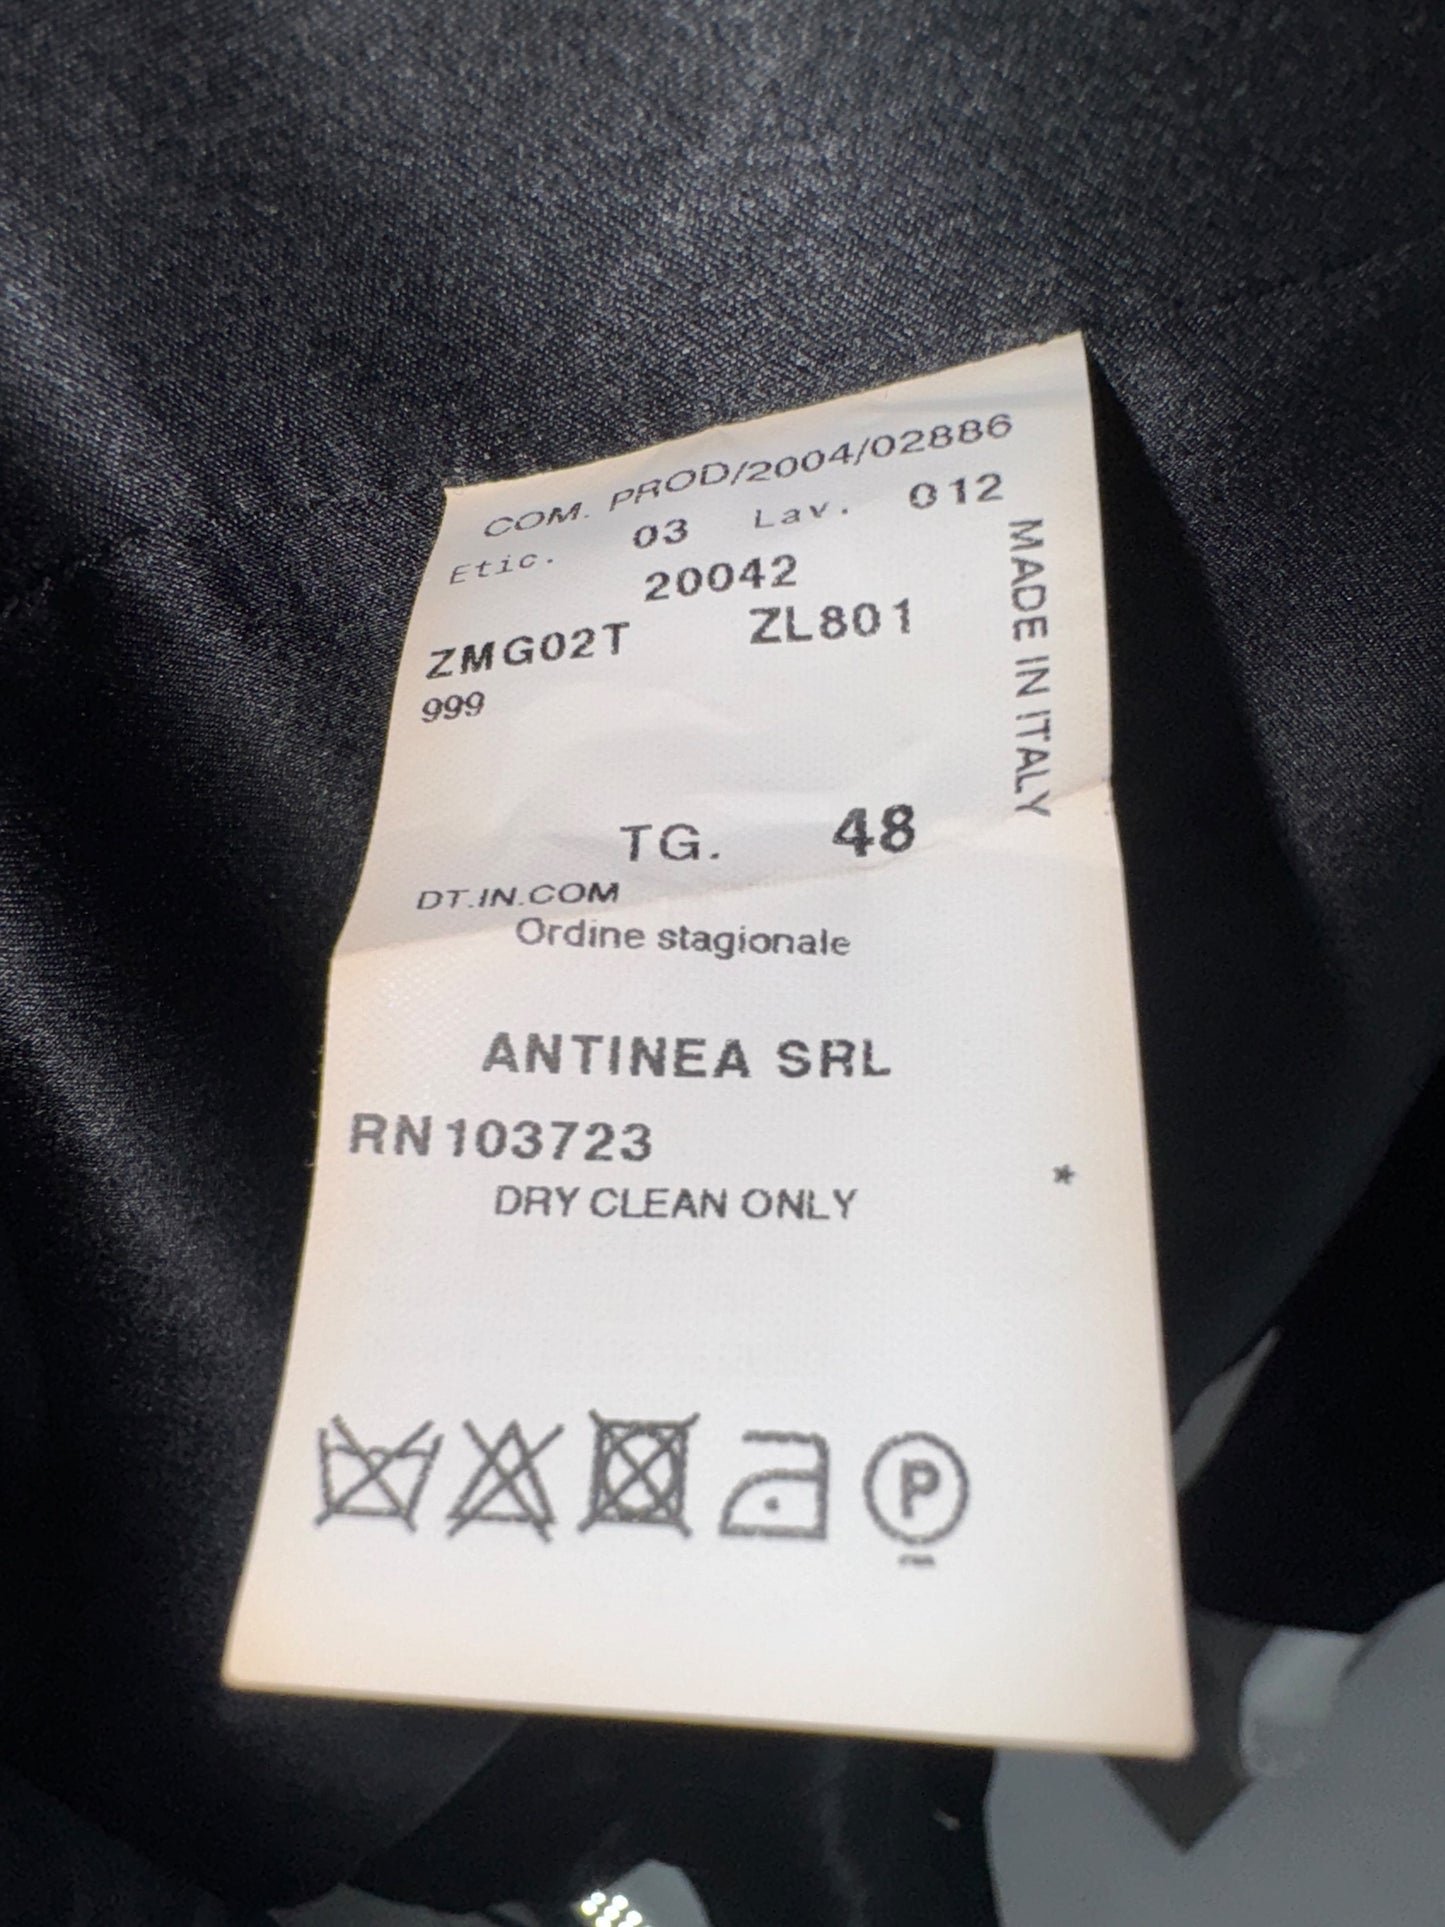 COM. PROD/2004/02886
Etic. 03 Lav. 012
20042
ZMG02T ZL801
999
MADE IN ITALY
TG. 48
DT.IN.COM
Ordine stagionale
ANTINEA SRL
RN103723
*
DRY CLEAN ONLY
P